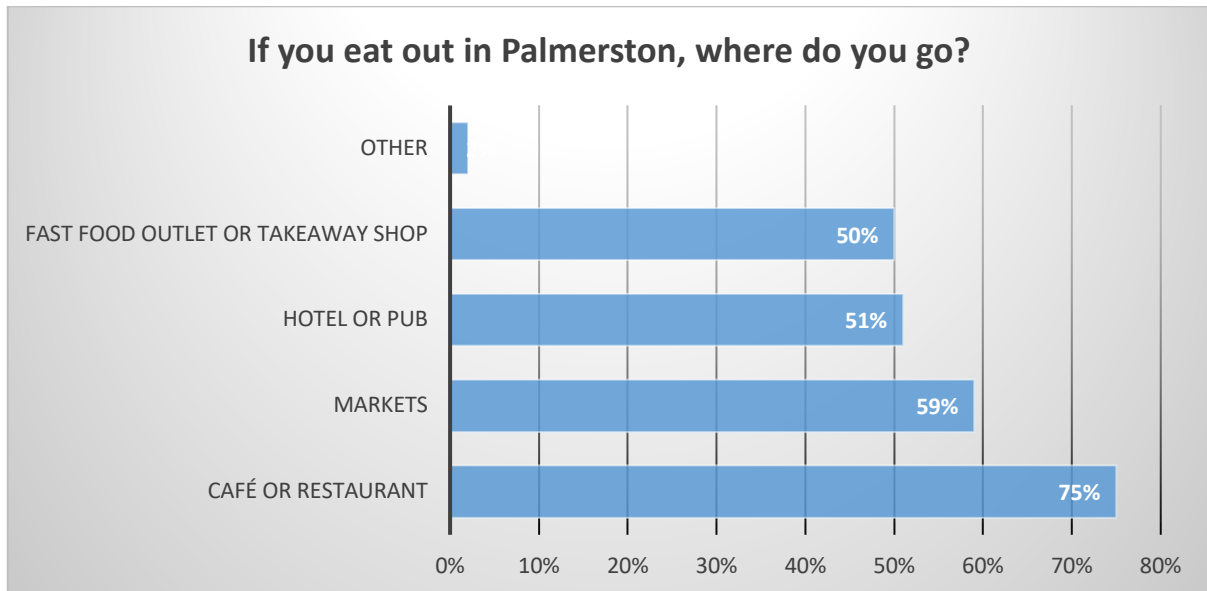 If you eat out in Palmerston, where do you go?
OTHER
FAST FOOD OUTLET OR TAKEAWAY SHOP
50%
HOTEL OR PUB
51%
MARKETS
59%
CAFÉ OR RESTAURANT
75%
0% 10% 20% 30% 40% 50% 60% 70% 80%